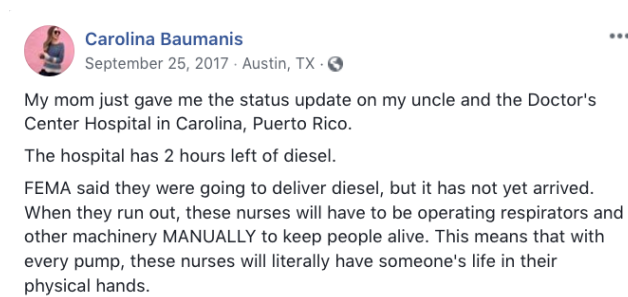 Carolina Baumanis
September 25, 2017 · Austin, TX ·
My mom just gave me the status update on my uncle and the Doctor's
Center Hospital in Carolina, Puerto Rico.
The hospital has 2 hours left of diesel.
FEMA said they were going to deliver diesel, but it has not yet arrived.
When they run out, these nurses will have to be operating respirators and
other machinery MANUALLY to keep people alive. This means that with
every pump, these nurses will literally have someone's life in their
physical hands.